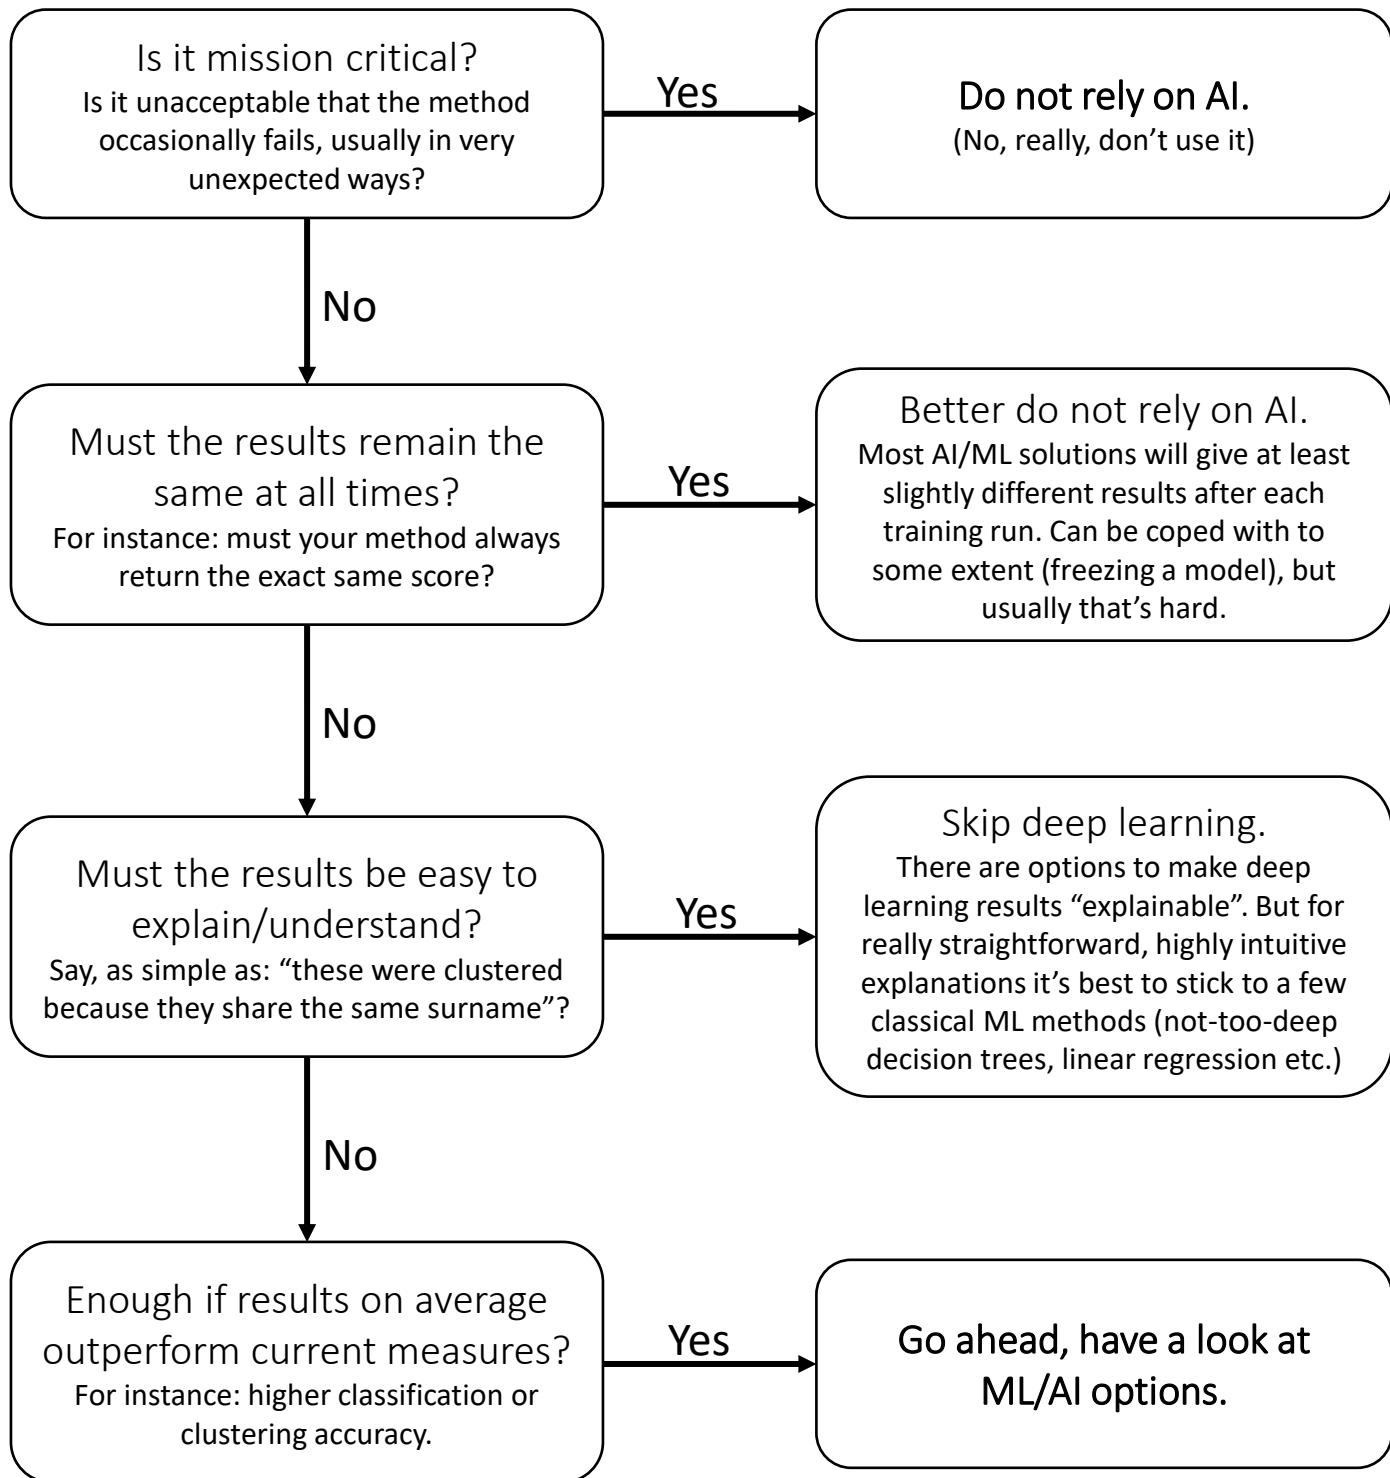 Is it mission critical?
Is it unacceptable that the method
occasionally fails, usually in very
unexpected ways?
Yes
Do not rely on AI.
(No, really, don’t use it)
No
Must the results remain the
same at all times?
For instance: must your method always
return the exact same score?
Yes
Better do not rely on AI.
Most AI/ML solutions will give at least
slightly different results after each
training run. Can be coped with to
some extent (freezing a model), but
usually that’s hard.
No
Must the results be easy to
explain/understand?
Say, as simple as: “these were clustered
because they share the same surname”?
Yes
Skip deep learning.
There are options to make deep
learning results “explainable”. But for
really straightforward, highly intuitive
explanations it’s best to stick to a few
classical ML methods (not-too-deep
decision trees, linear regression etc.)
No
Enough if results on average
outperform current measures?
For instance: higher classification or
clustering accuracy.
Yes
Go ahead, have a look at
ML/AI options.